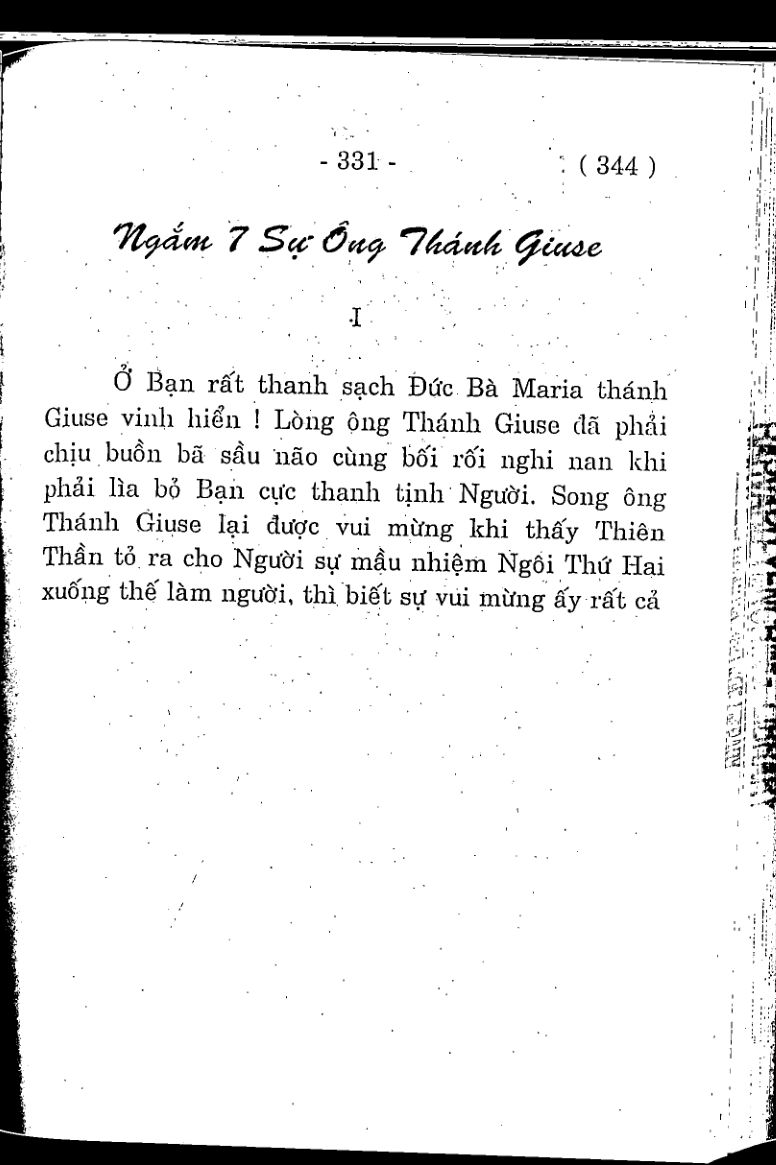 - 331 - ( 344 )
Ngắm 7 Sự Ông Thánh Giuse
I
Ở Bạn rất thanh sạch Đức Bà Maria thánh
Giuse vinh hiển ! Lòng ông Thánh Giuse đã phải
chịu buồn bã sầu não cùng bối rối nghi nan khi
phải lìa bỏ Bạn cực thanh tịnh Người. Song ông
Thánh Giuse lại được vui mừng khi thấy Thiên
Thần tỏ ra cho Người sự mầu nhiệm Ngôi Thứ Hai
xuống thế làm người, thì biết sự vui mừng ấy rất cả